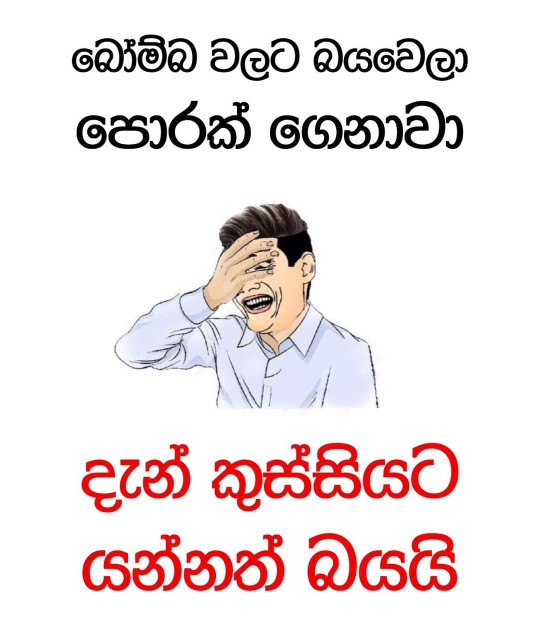 බෝම්බ වලට බයවෙලා
පොරක් ගෙනාවා
දැන් කුස්සියට
යන්නත් බයයි